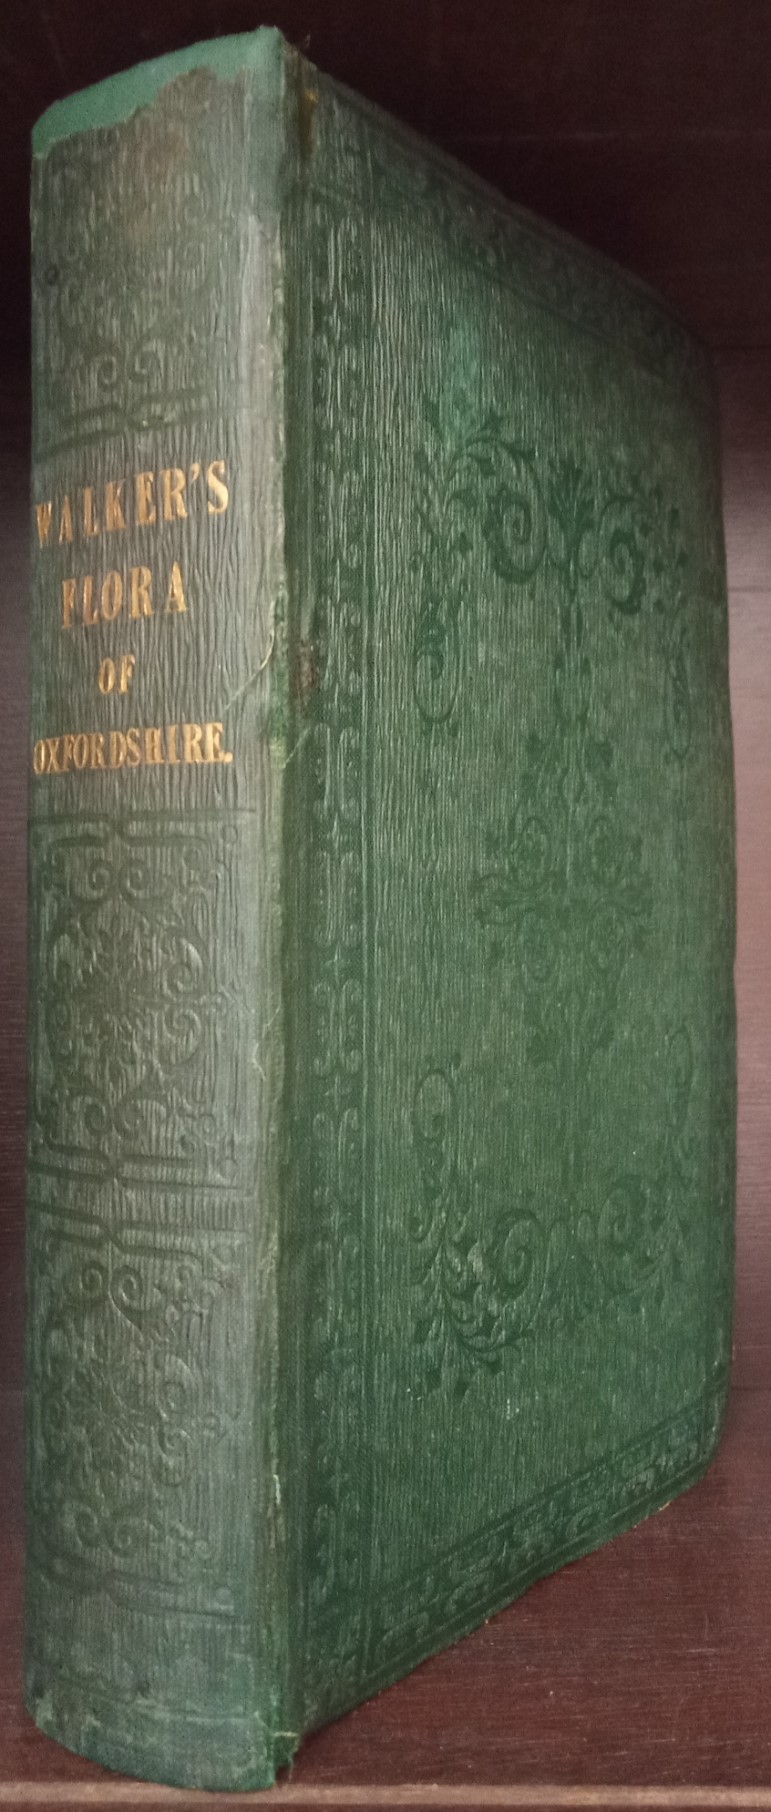 WALKER'S
FLORA
OF
OXFORDSHIRE.